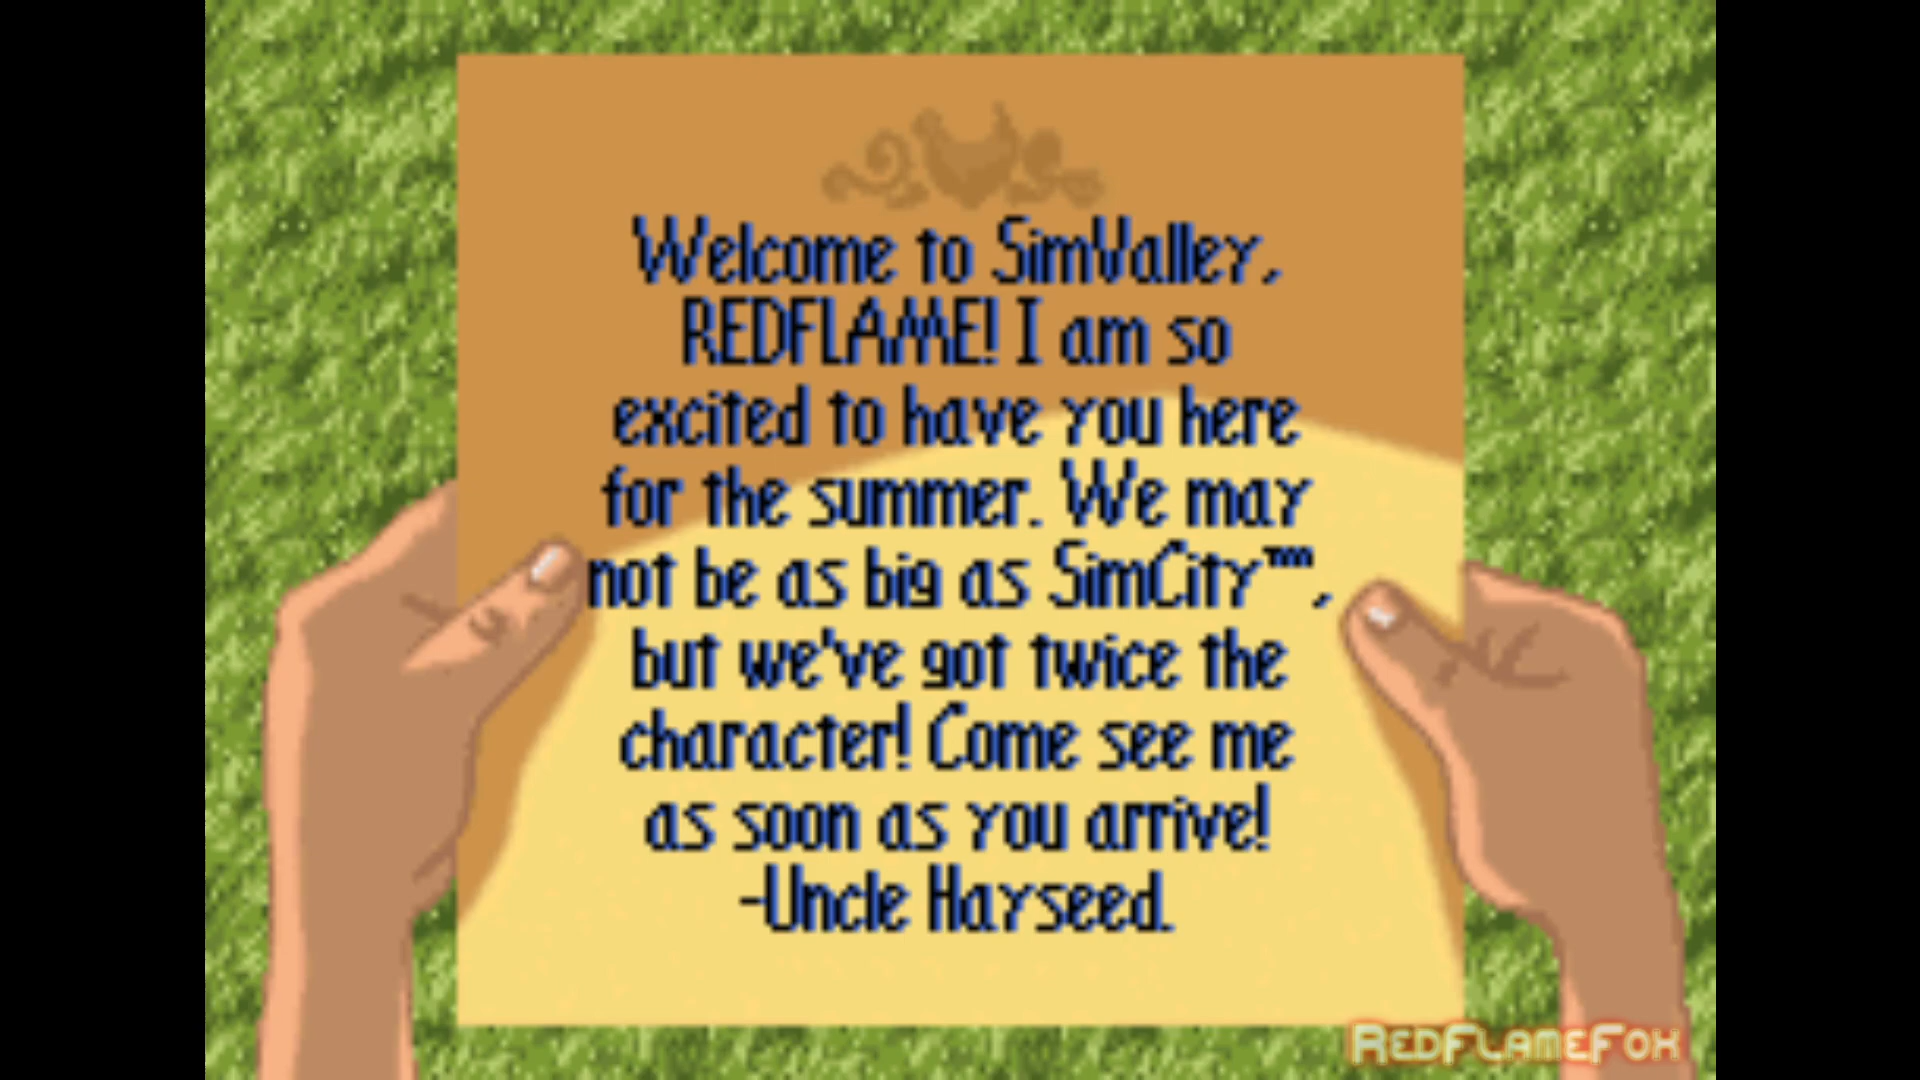 Welcome to SimValley,
REDFLAME! I am so
excited to have you here
for the summer. We may
not be as big as SimCity™,
but we've got twice the
character! Come see me
as soon as you arrive!
-Uncle Hayseed.
REDFLAMEFOX